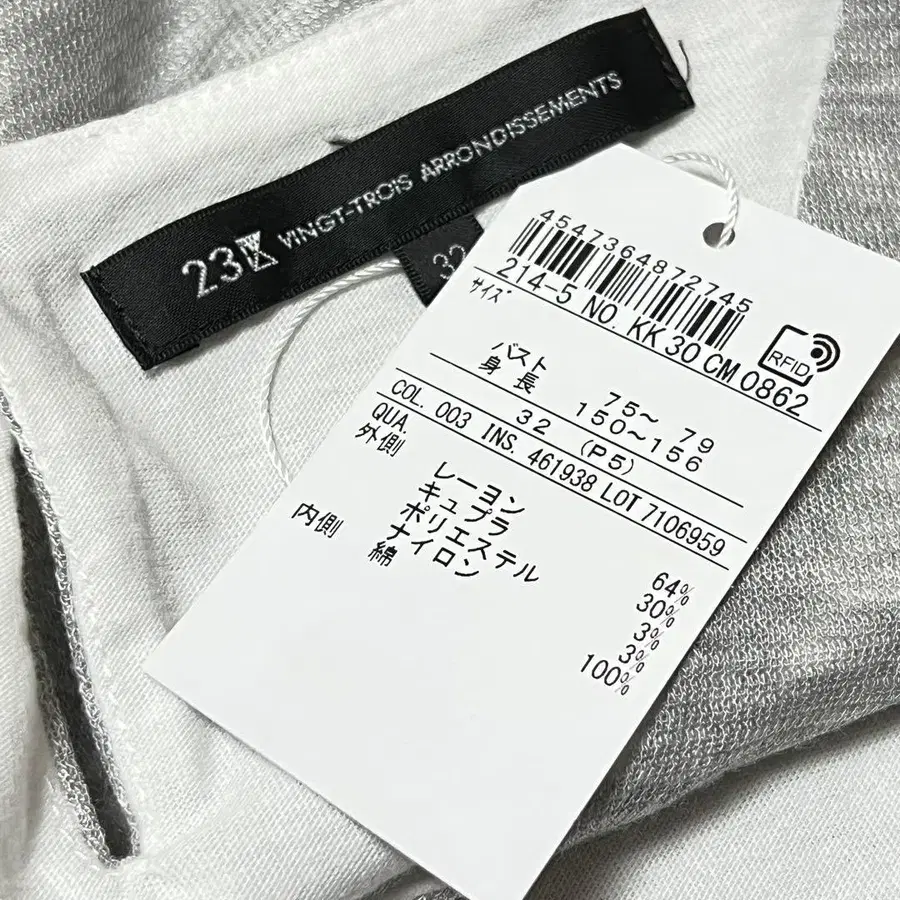 23区 VINGT-TROIS ARRONDISSEMENTS
32
4547364872745
214-5 NO. KK30CM0862
RFID
サイズ
バスト 75～ 79
身長 150～156
32 (P5)
COL. 003 INS. 461938 LOT 7106959
QUA.
外側 レーヨン 64%
キュプラ 30%
ポリエステル 3%
ナイロン 3%
内側 綿 100%